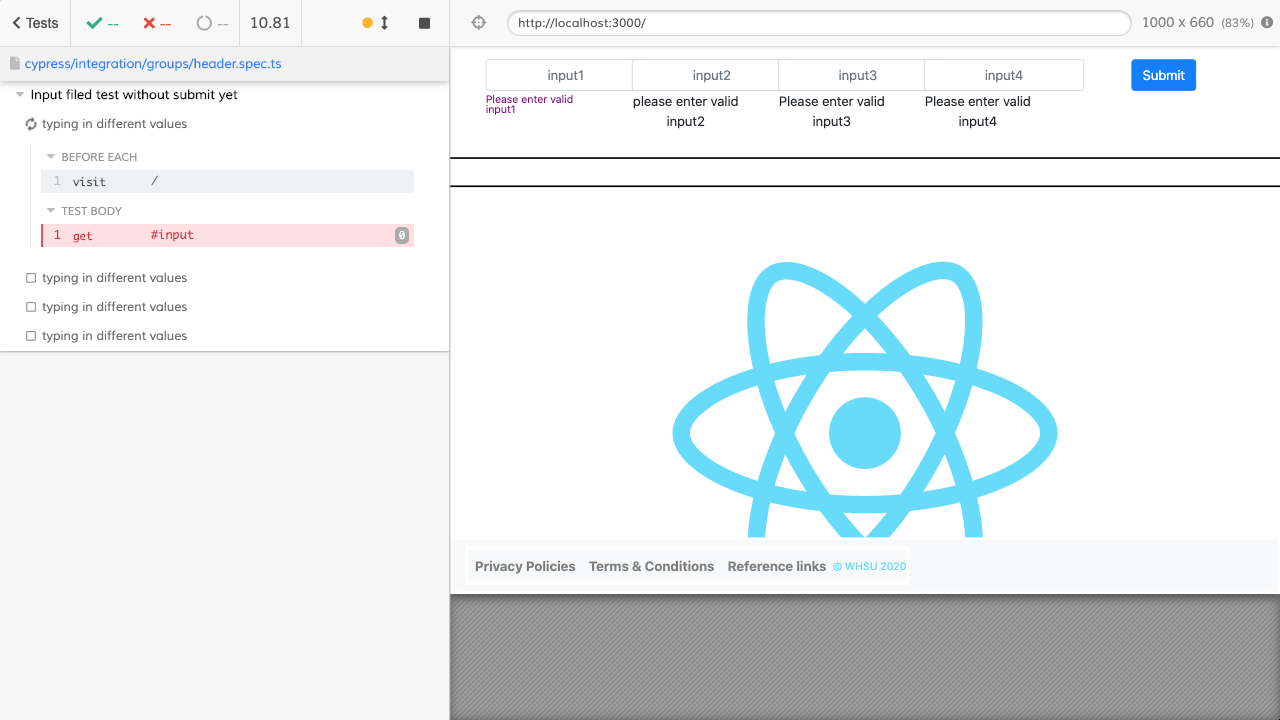 Tests
--
--
--
10.81
http://localhost:3000/
1000 x 660 (83%)
cypress/integration/groups/header.spec.ts
Input filed test without submit yet
typing in different values
BEFORE EACH
1 visit /
TEST BODY
1 get #input 0
typing in different values
typing in different values
typing in different values
input1 input2 input3 input4 Submit
Please enter valid
input1
please enter valid
input2
Please enter valid
input3
Please enter valid
input4
Privacy Policies Terms & Conditions Reference links © WHSU 2020